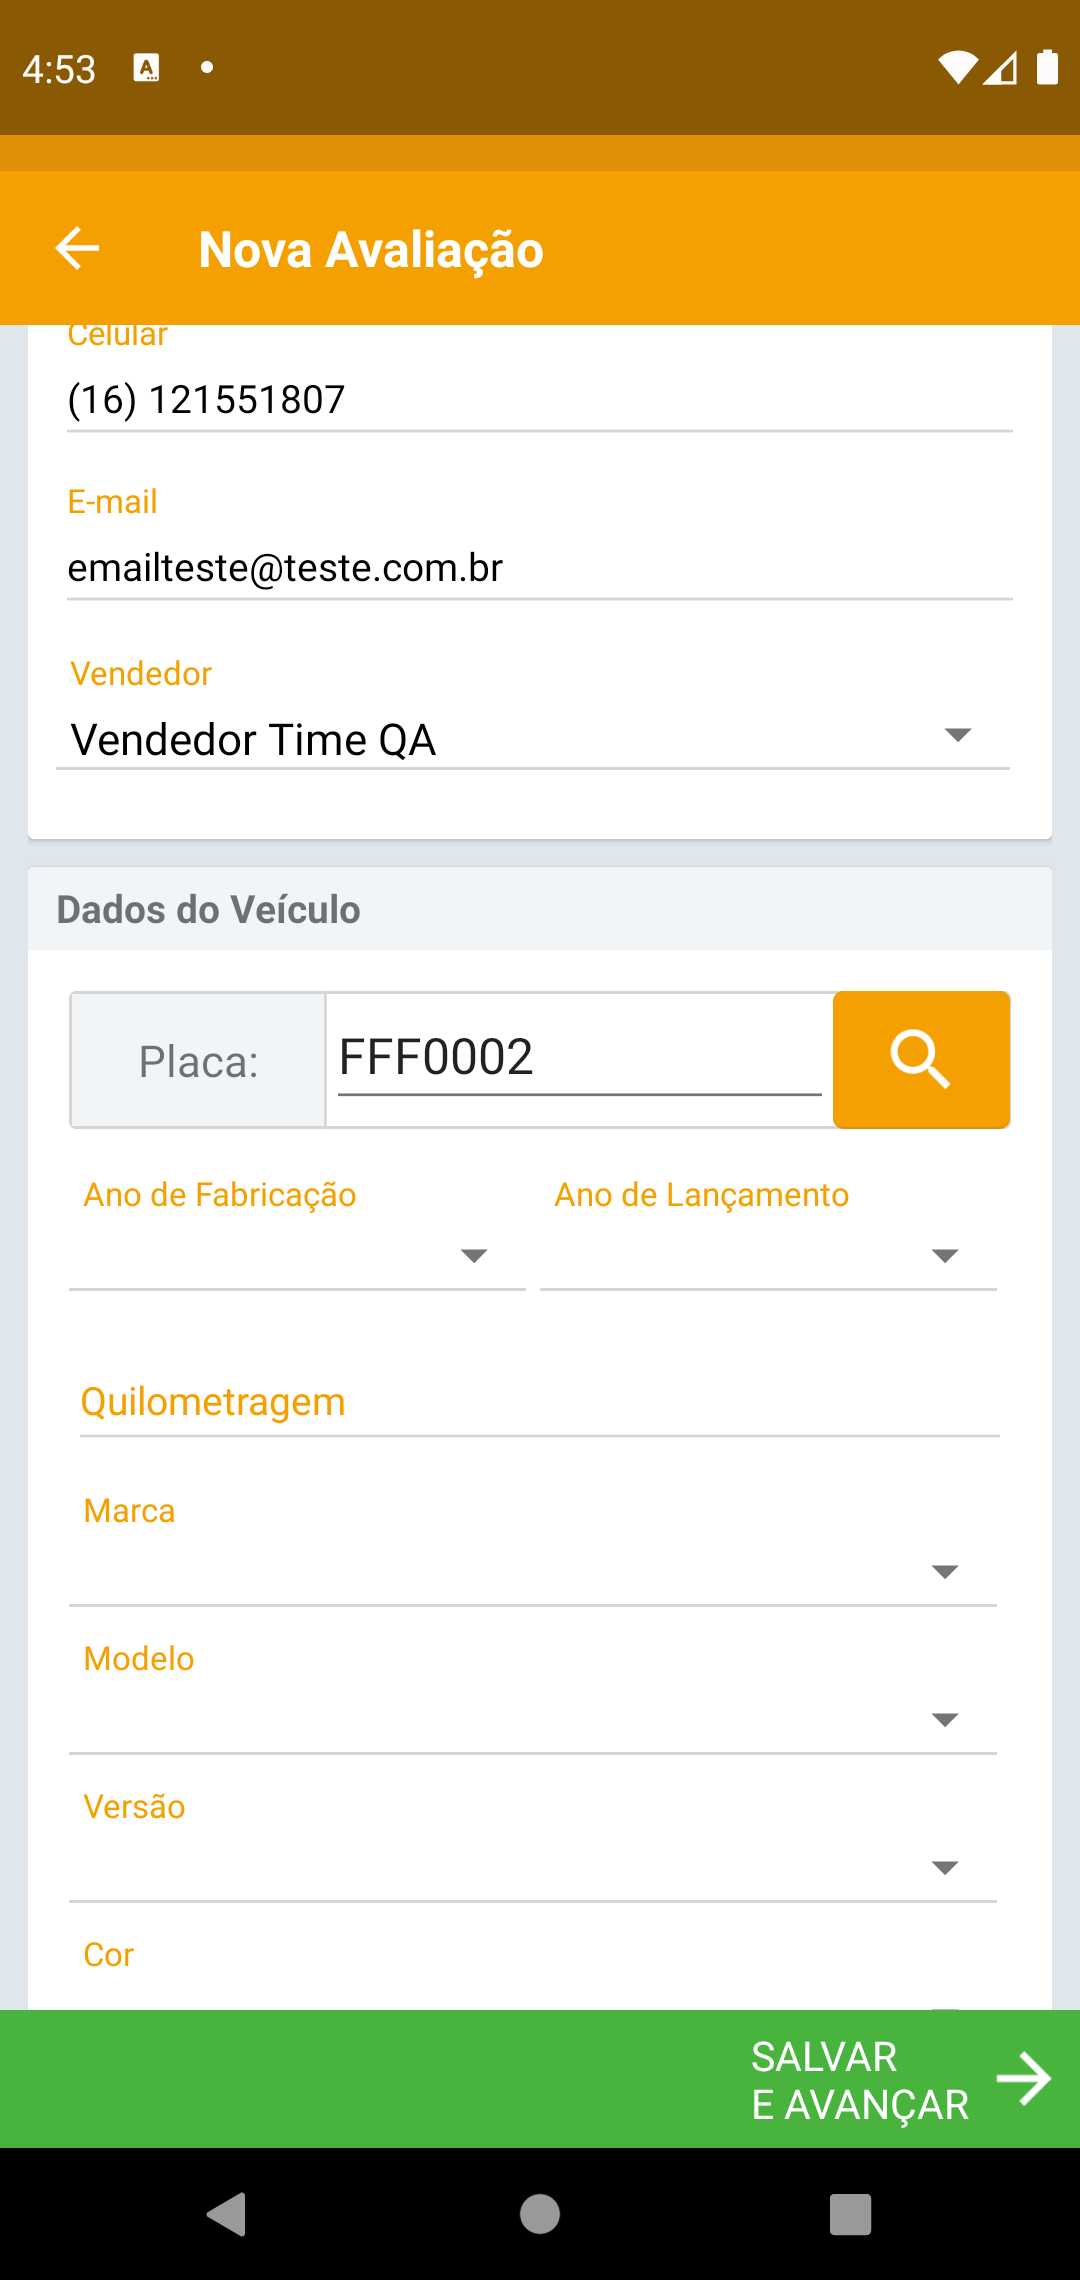 4:53
Nova Avaliação
Celular
(16) 121551807
E-mail
emailteste@teste.com.br
Vendedor
Vendedor Time QA
Dados do Veículo
Placa:
FFF0002
Ano de Fabricação
Ano de Lançamento
Quilometragem
Marca
Modelo
Versão
Cor
SALVAR
E AVANÇAR